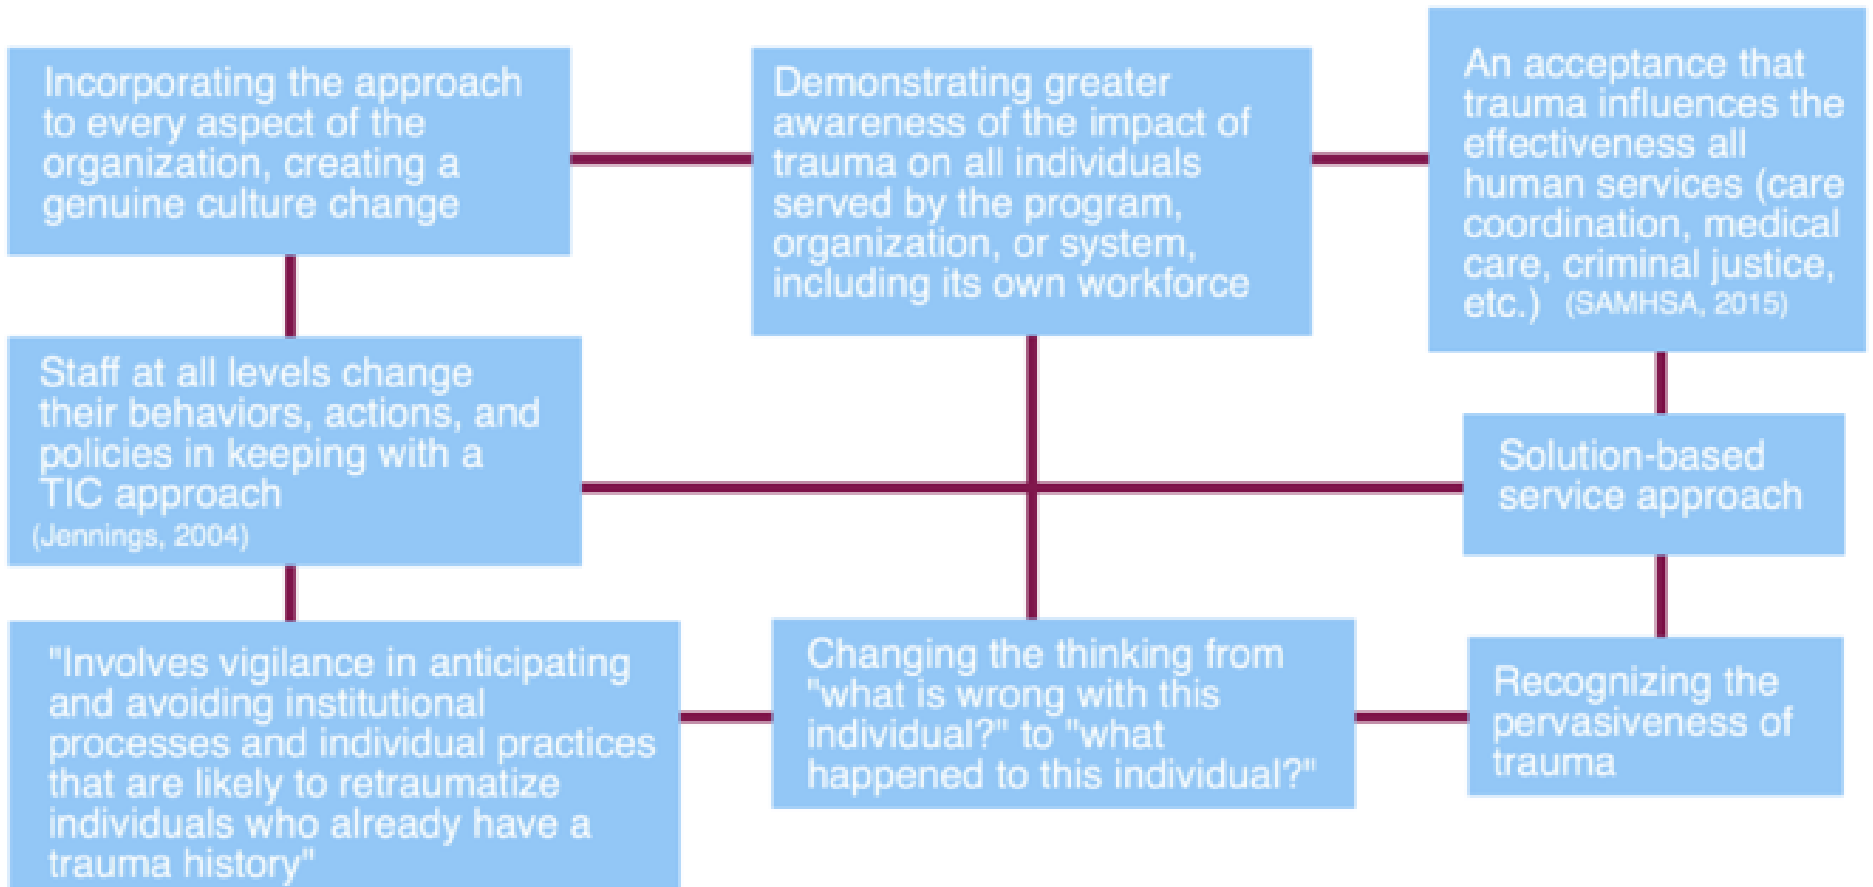 Incorporating the approach
to every aspect of the
organization, creating a
genuine culture change
Demonstrating greater
awareness of the impact of
trauma on all individuals
served by the program,
organization, or system,
including its own workforce
An acceptance that
trauma influences the
effectiveness all
human services (care
coordination, medical
care, criminal justice,
etc.) (SAMHSA, 2015)
Staff at all levels change
their behaviors, actions, and
policies in keeping with a
TIC approach
(Jennings, 2004)
Solution-based
service approach
"Involves vigilance in anticipating
and avoiding institutional
processes and individual practices
that are likely to retraumatize
individuals who already have a
trauma history"
Changing the thinking from
"what is wrong with this
individual?" to "what
happened to this individual?"
Recognizing the
pervasiveness of
trauma